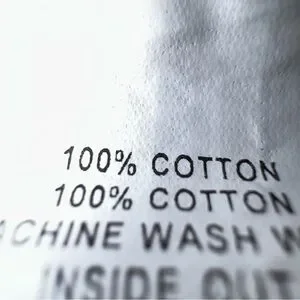 100% COTTON
100% COTTON
ACHINE WASH W
INSIDE OUT